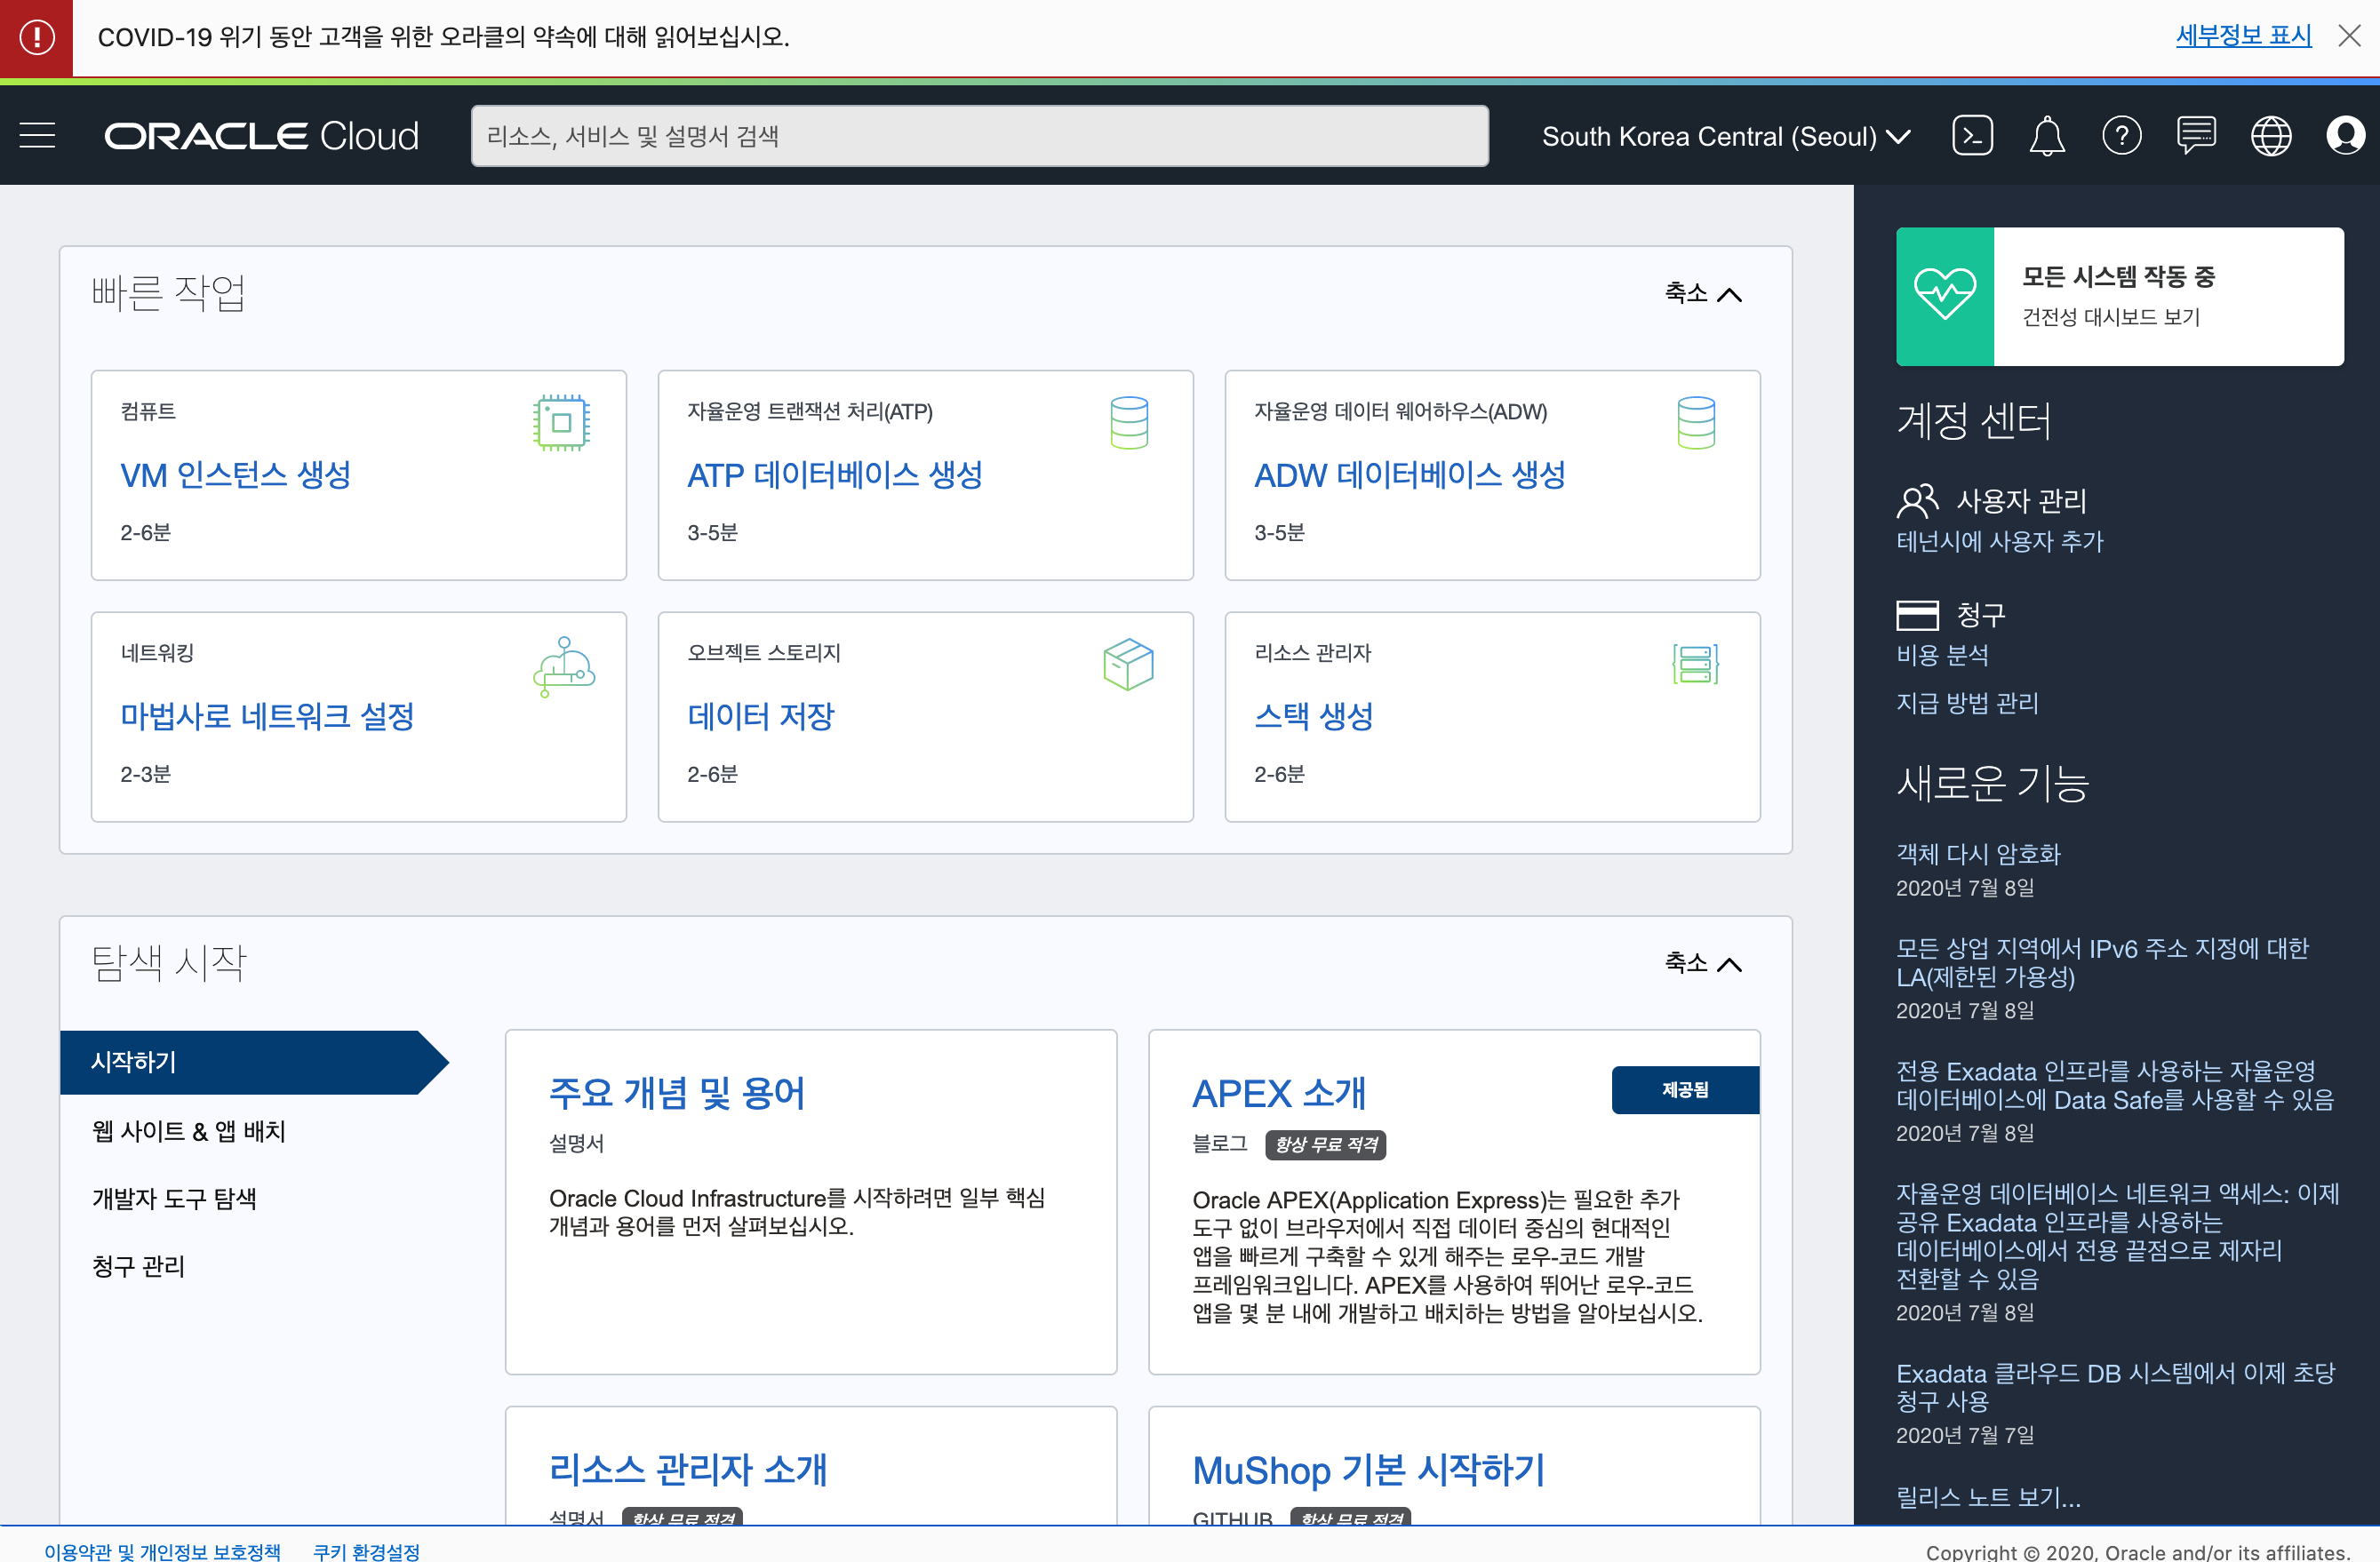 COVID-19 위기 동안 고객을 위한 오라클의 약속에 대해 읽어보십시오.
세부정보 표시
ORACLE Cloud
리소스, 서비스 및 설명서 검색
South Korea Central (Seoul)
빠른 작업
축소
컴퓨트
VM 인스턴스 생성
2-6분
자율운영 트랜잭션 처리(ATP)
ATP 데이터베이스 생성
3-5분
자율운영 데이터 웨어하우스(ADW)
ADW 데이터베이스 생성
3-5분
네트워킹
마법사로 네트워크 설정
2-3분
오브젝트 스토리지
데이터 저장
2-6분
리소스 관리자
스택 생성
2-6분
탐색 시작
축소
시작하기
웹 사이트 & 앱 배치
개발자 도구 탐색
청구 관리
주요 개념 및 용어
설명서
Oracle Cloud Infrastructure를 시작하려면 일부 핵심
개념과 용어를 먼저 살펴보십시오.
APEX 소개
제공됨
블로그 항상 무료 적격
Oracle APEX(Application Express)는 필요한 추가
도구 없이 브라우저에서 직접 데이터 중심의 현대적인
앱을 빠르게 구축할 수 있게 해주는 로우-코드 개발
프레임워크입니다. APEX를 사용하여 뛰어난 로우-코드
앱을 몇 분 내에 개발하고 배치하는 방법을 알아보십시오.
리소스 관리자 소개
설명서 항상 무료 적격
MuShop 기본 시작하기
GITHUB 항상 무료 적격
모든 시스템 작동 중
건전성 대시보드 보기
계정 센터
사용자 관리
테넌시에 사용자 추가
청구
비용 분석
지급 방법 관리
새로운 기능
객체 다시 암호화
2020년 7월 8일
모든 상업 지역에서 IPv6 주소 지정에 대한
LA(제한된 가용성)
2020년 7월 8일
전용 Exadata 인프라를 사용하는 자율운영
데이터베이스에 Data Safe를 사용할 수 있음
2020년 7월 8일
자율운영 데이터베이스 네트워크 액세스: 이제
공유 Exadata 인프라를 사용하는
데이터베이스에서 전용 끝점으로 제자리
전환할 수 있음
2020년 7월 8일
Exadata 클라우드 DB 시스템에서 이제 초당
청구 사용
2020년 7월 7일
릴리스 노트 보기...
이용약관 및 개인정보 보호정책 쿠키 환경설정
Copyright © 2020, Oracle and/or its affiliates.